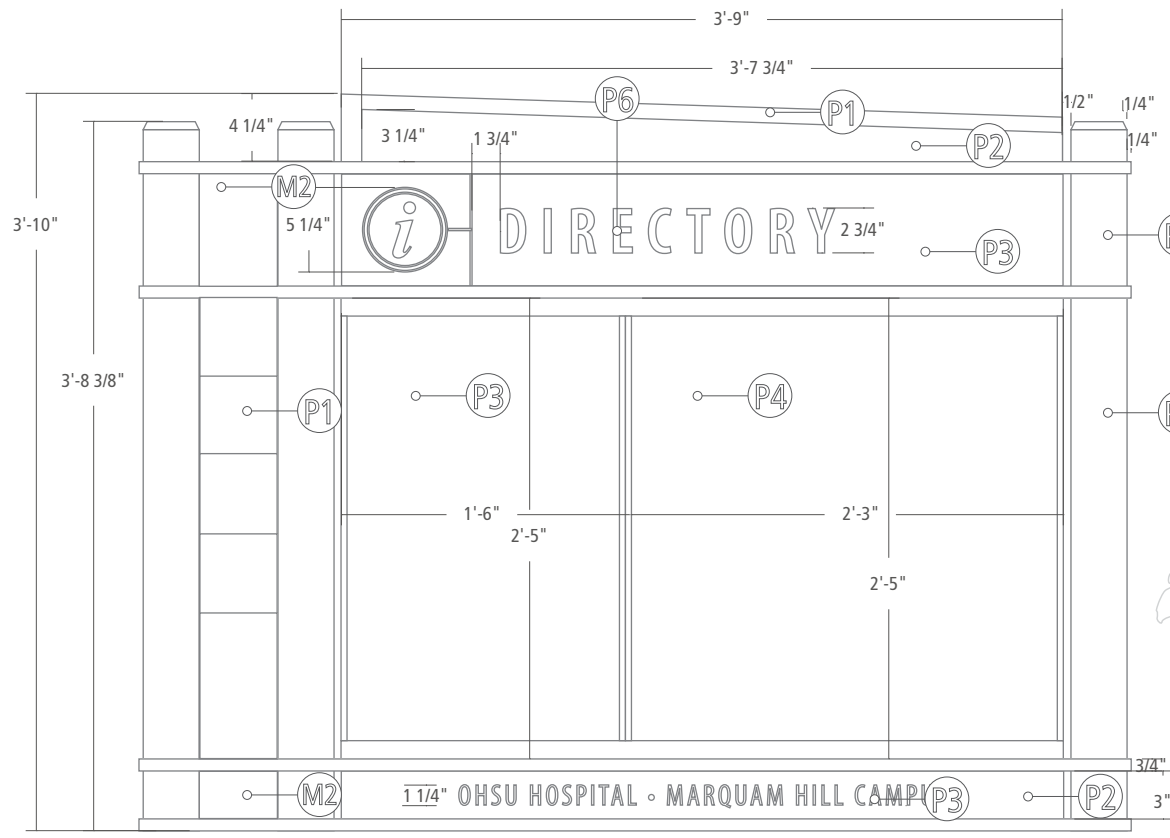 3'-9"
3'-7 3/4"
P6
P1
1/2"
1/4"
4 1/4"
3 1/4"
1 3/4"
P2
1/4"
M2
3'-10"
5 1/4"
i
DIRECTORY
2 3/4"
P3
3'-8 3/8"
P1
P3
P4
1'-6"
2'-3"
2'-5"
2'-5"
3/4"
M2
1 1/4"
OHSU HOSPITAL ◦ MARQUAM HILL
P3
P2
3"